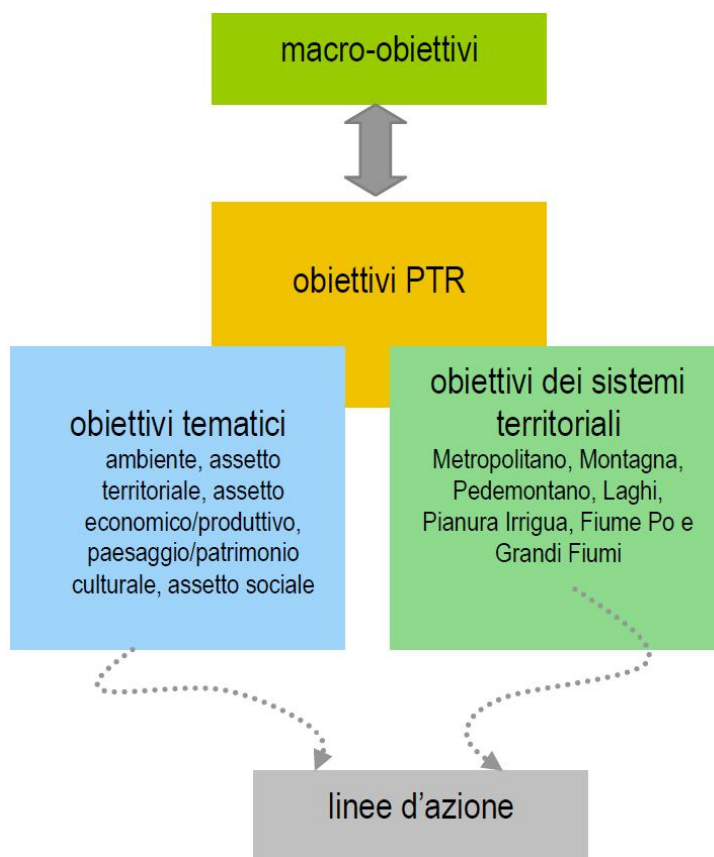 macro-obiettivi
obiettivi PTR
obiettivi tematici
ambiente, assetto
territoriale, assetto
economico/produttivo,
paesaggio/patrimonio
culturale, assetto sociale
obiettivi dei sistemi
territoriali
Metropolitano, Montagna,
Pedemontano, Laghi,
Pianura Irrigua, Fiume Po e
Grandi Fiumi
linee d'azione